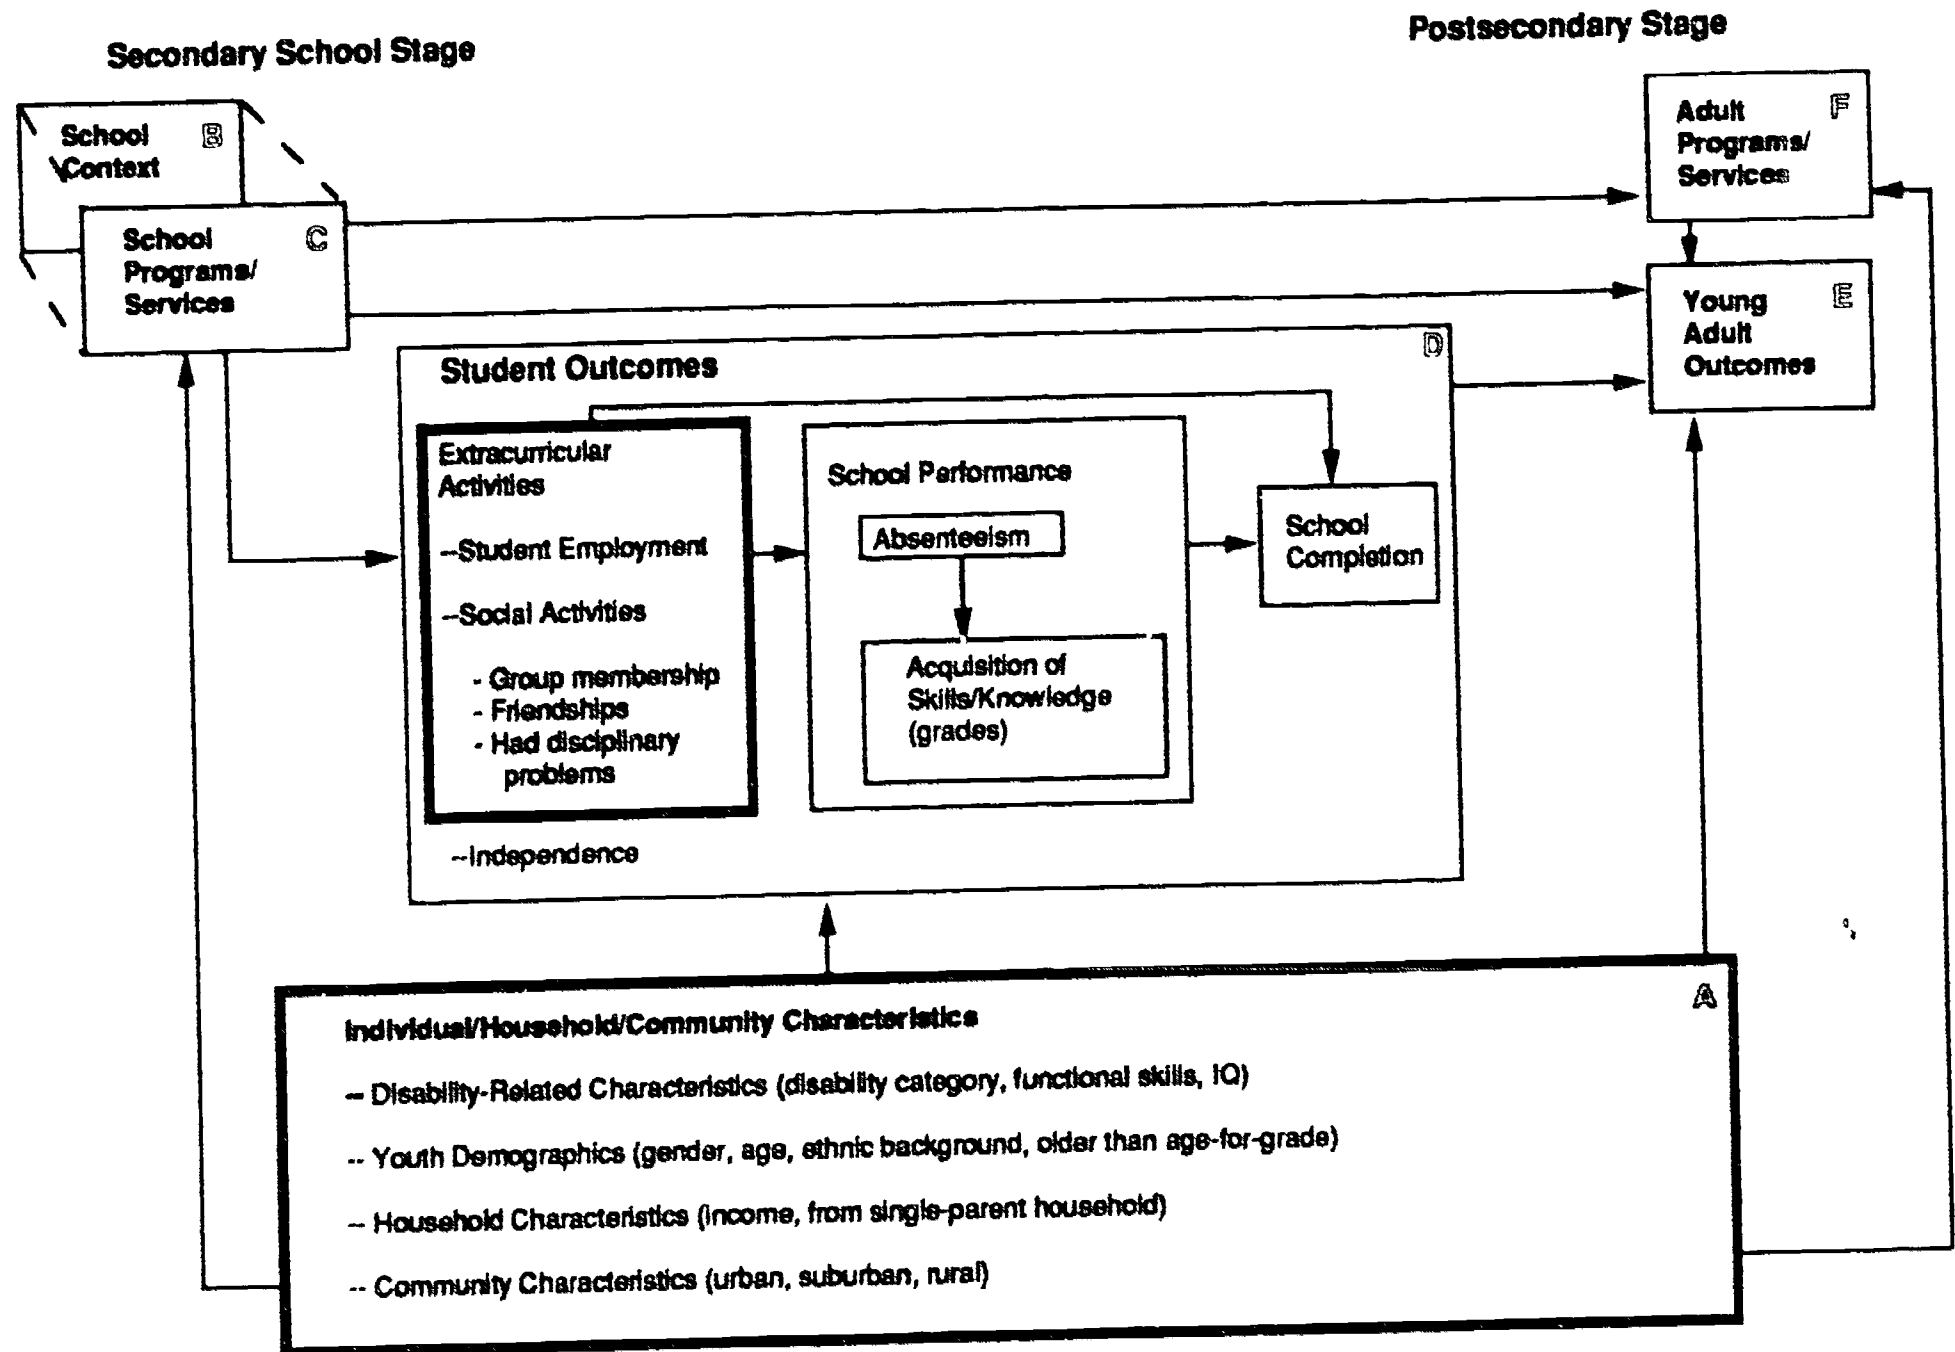 Secondary School Stage
Postsecondary Stage
School
Context
B
School
Programs/
Services
C
Adult
Programs/
Services
F
Young
Adult
Outcomes
E
Student Outcomes
D
Extracurricular
Activities
--Student Employment
--Social Activities
- Group membership
- Friendships
- Had disciplinary
problems
--Independence
School Performance
Absenteeism
Acquisition of
Skills/Knowledge
(grades)
School
Completion
A
Individual/Household/Community Characteristics
-- Disability-Related Characteristics (disability category, functional skills, IQ)
-- Youth Demographics (gender, age, ethnic background, older than age-for-grade)
-- Household Characteristics (income, from single-parent household)
-- Community Characteristics (urban, suburban, rural)